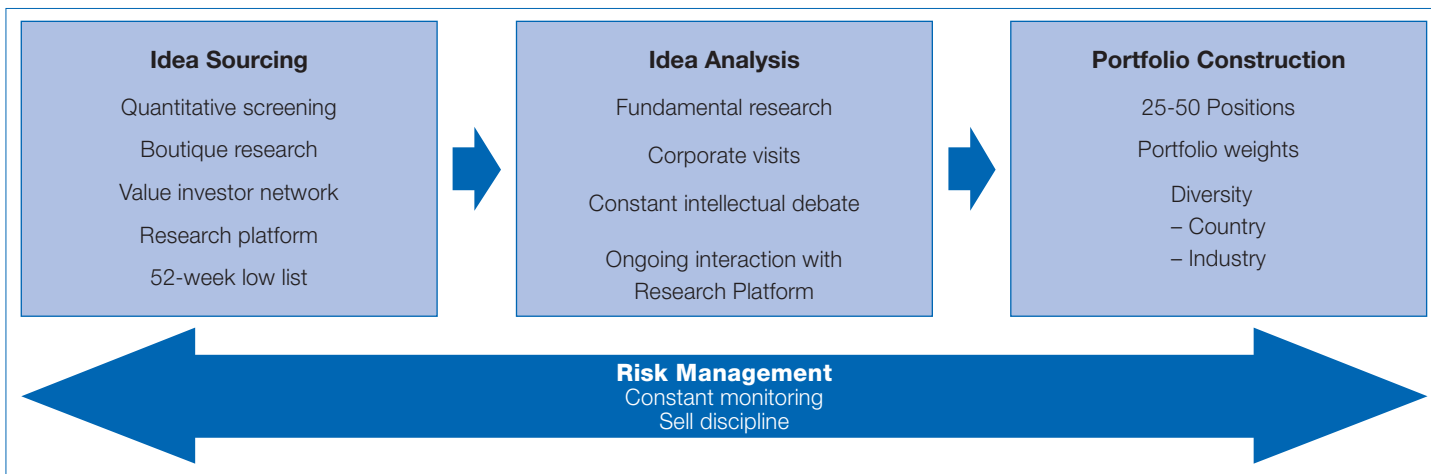 Idea Sourcing
Quantitative screening
Boutique research
Value investor network
Research platform
52-week low list
Idea Analysis
Fundamental research
Corporate visits
Constant intellectual debate
Ongoing interaction with
Research Platform
Portfolio Construction
25-50 Positions
Portfolio weights
Diversity
– Country
– Industry
Risk Management
Constant monitoring
Sell discipline